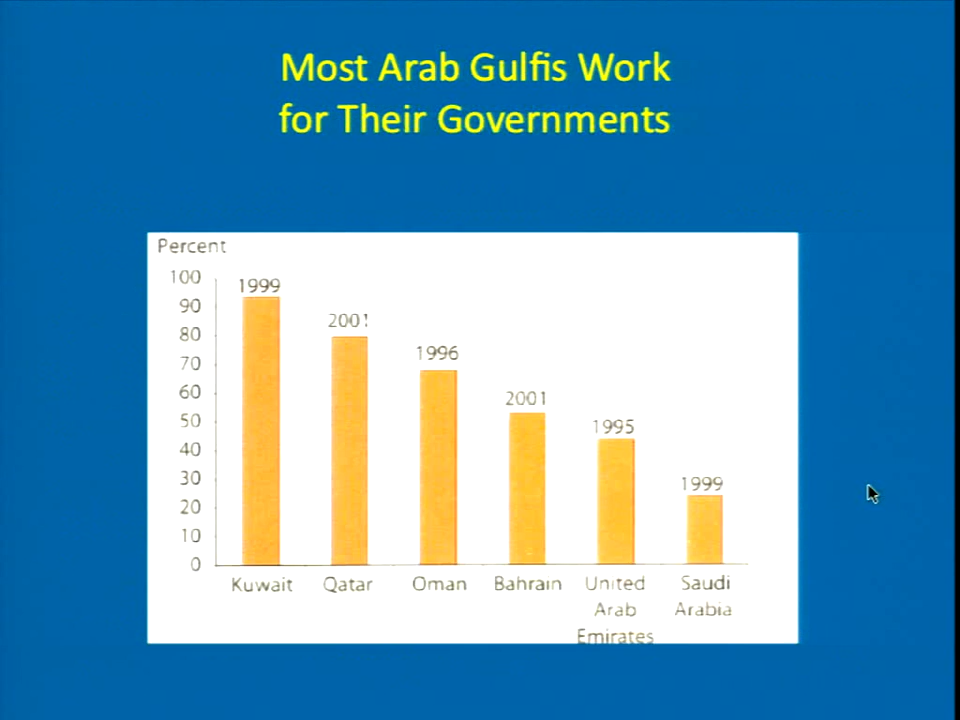 Most Arab Gulfis Work
for Their Governments
Percent
100
90
80
70
60
50
40
30
20
10
0
1999
2001
1996
2001
1995
1999
Kuwait
Qatar
Oman
Bahrain
United
Arab
Emirates
Saudi
Arabia